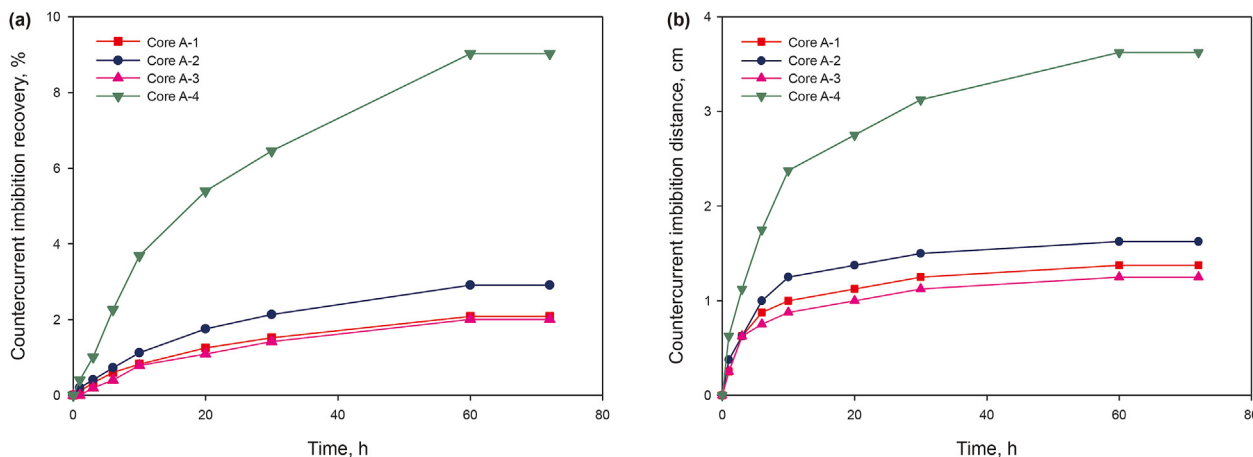 (a)
10
8
6
4
2
0
Countercurrent imbibition recovery, %
Core A-1
Core A-2
Core A-3
Core A-4
0 20 40 60 80
Time, h
(b)
4
3
2
1
0
Countercurrent imbibition distance, cm
Core A-1
Core A-2
Core A-3
Core A-4
0 20 40 60 80
Time, h